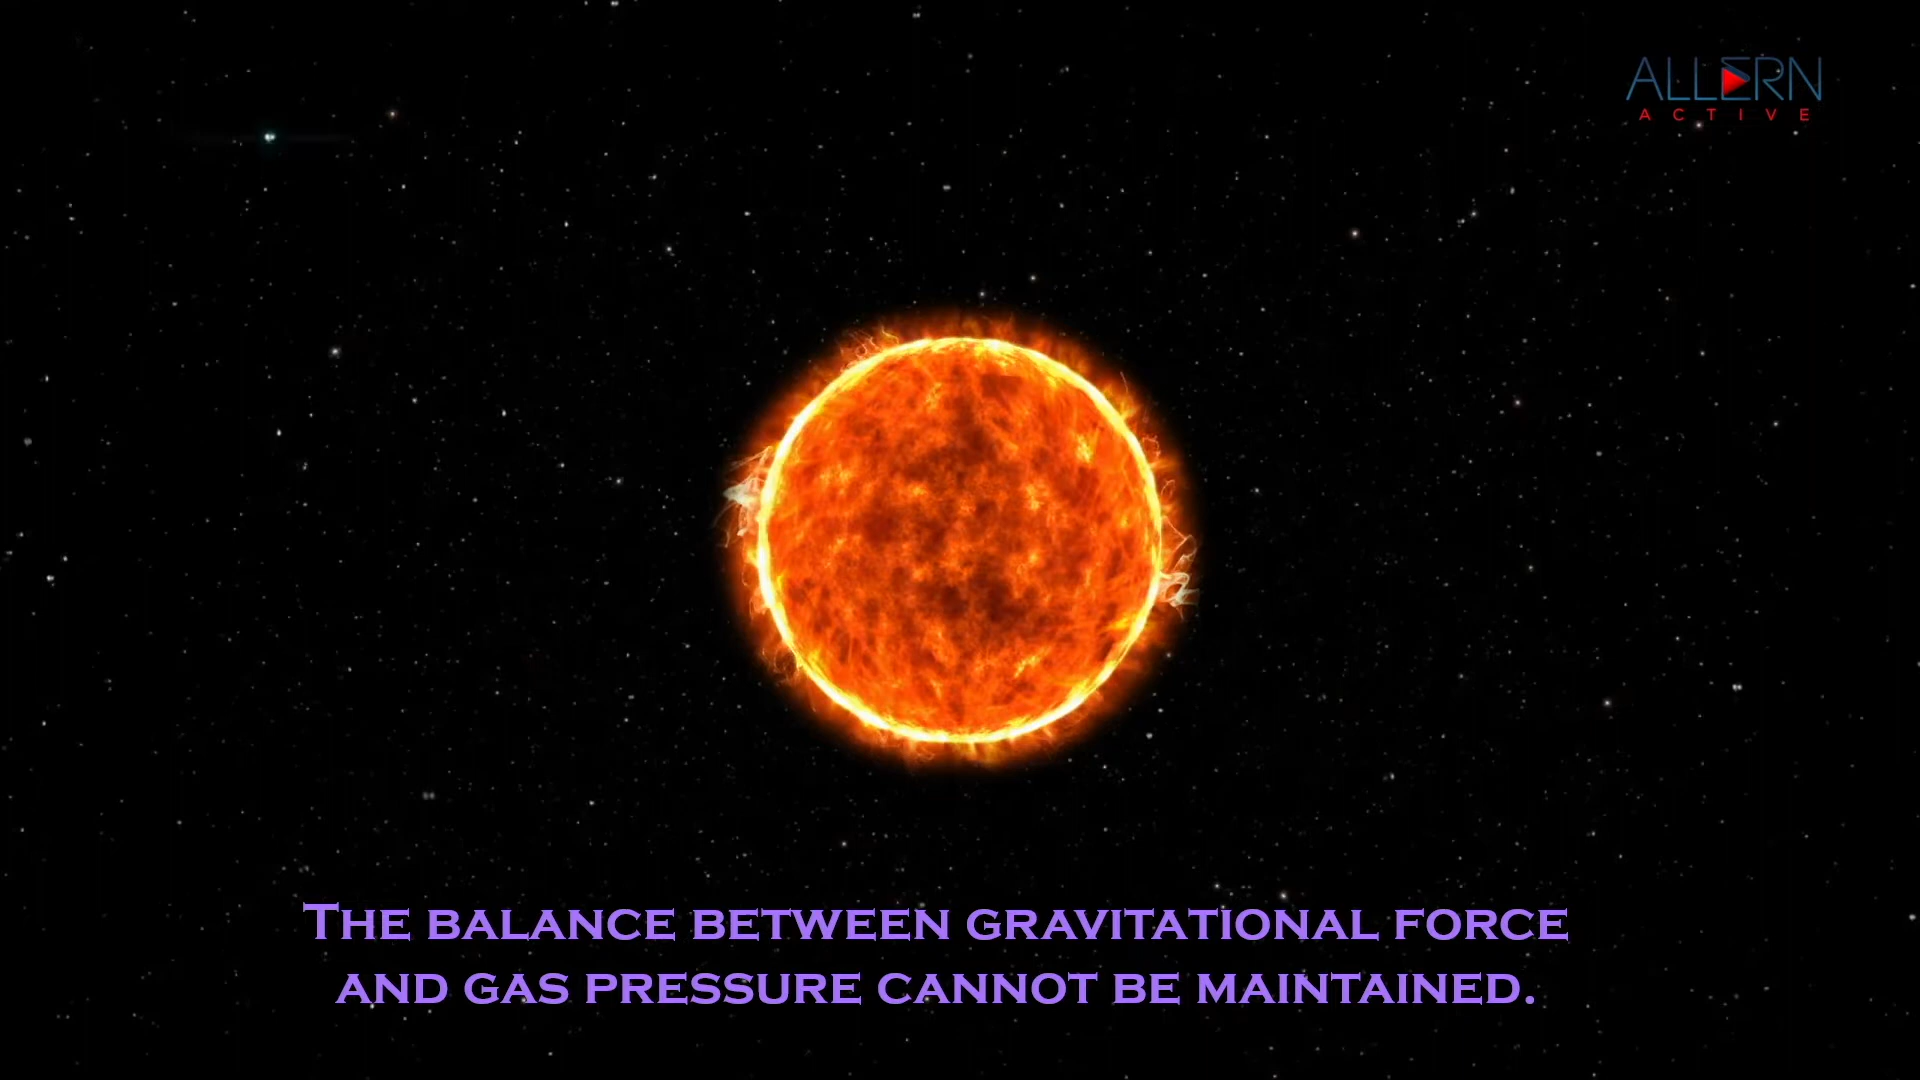 ALLERN
ACTIVE
The balance between gravitational force
and gas pressure cannot be maintained.